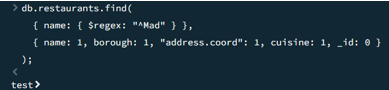 > db.restaurants.find(
{ name: { $regex: "^Mad" } },
{ name: 1, borough: 1, "address.coord": 1, cuisine: 1, _id: 0 }
);
<
test>